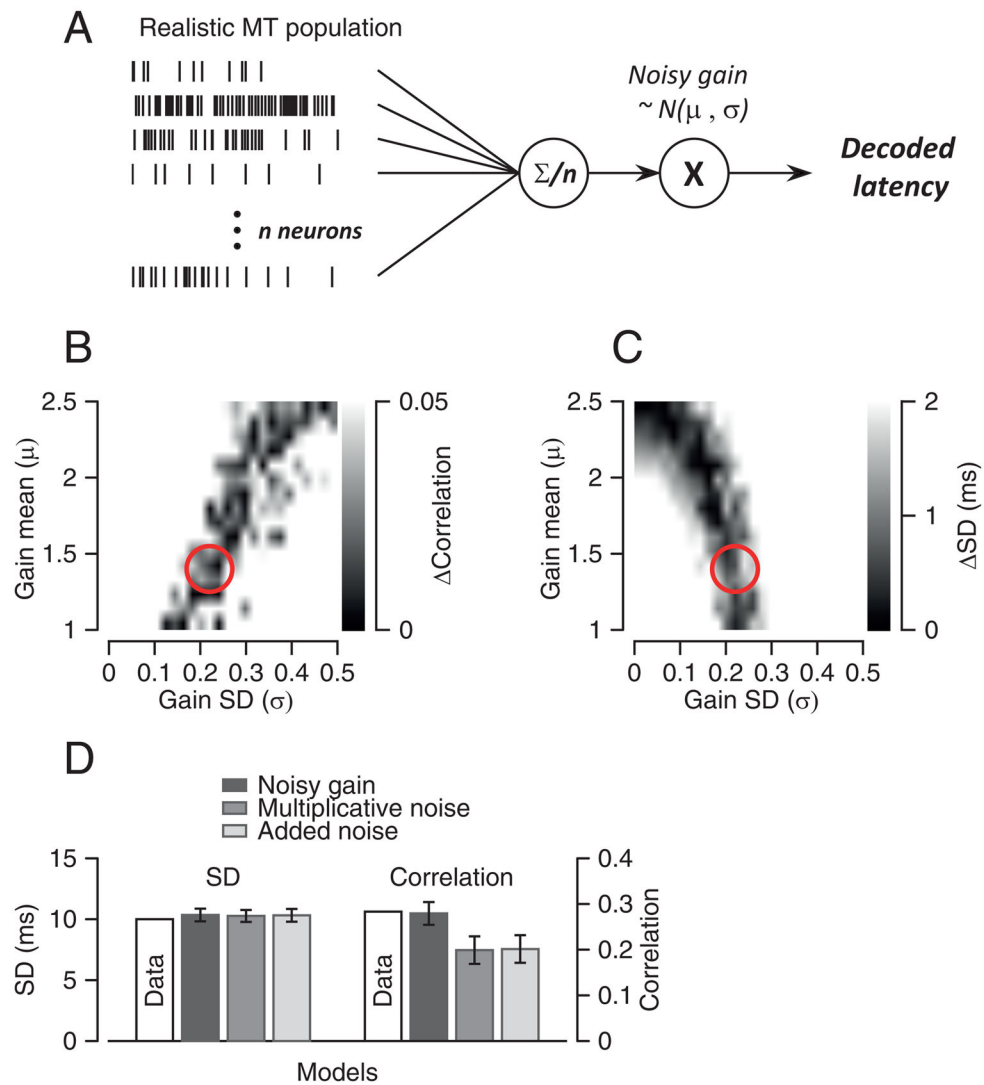 A
Realistic MT population
Noisy gain
~ N(μ , σ)
Σ/n
X
Decoded
latency
n neurons
B
Gain mean (μ)
2.5
2
1.5
1
0 0.1 0.2 0.3 0.4 0.5
Gain SD (σ)
0.05
0
ΔCorrelation
C
Gain mean (μ)
2.5
2
1.5
1
0 0.1 0.2 0.3 0.4 0.5
Gain SD (σ)
2
1
0
ΔSD (ms)
D
Noisy gain
Multiplicative noise
Added noise
SD (ms)
15
10
5
0
SD
Data
Correlation
Data
0.4
0.3
0.2
0.1
0
Correlation
Models